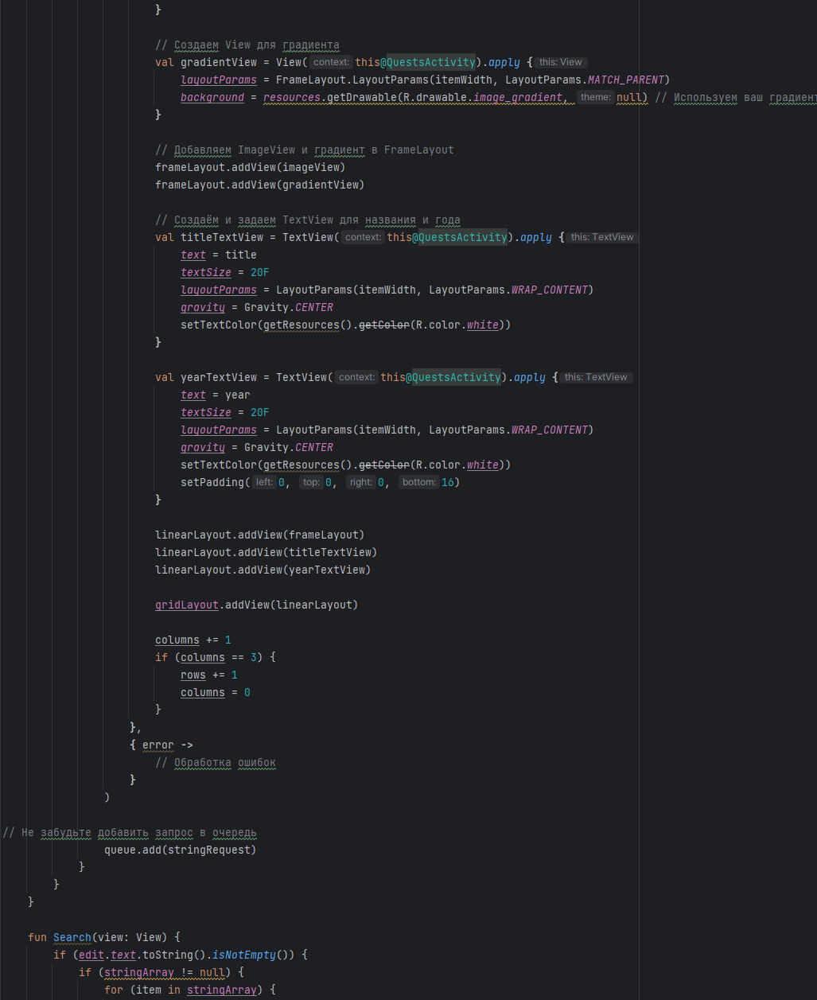 }
// Создаем View для градиента
val gradientView = View( context: this@QuestsActivity).apply { this: View
layoutParams = FrameLayout.LayoutParams(itemWidth, LayoutParams.MATCH_PARENT)
background = resources.getDrawable(R.drawable.image_gradient, theme: null) // Используем ваш градиент
}
// Добавляем ImageView и градиент в FrameLayout
frameLayout.addView(imageView)
frameLayout.addView(gradientView)
// Создаём и задаем TextView для названия и года
val titleTextView = TextView( context: this@QuestsActivity).apply { this: TextView
text = title
textSize = 20F
layoutParams = LayoutParams(itemWidth, LayoutParams.WRAP_CONTENT)
gravity = Gravity.CENTER
setTextColor(getResources().getColor(R.color.white))
}
val yearTextView = TextView( context: this@QuestsActivity).apply { this: TextView
text = year
textSize = 20F
layoutParams = LayoutParams(itemWidth, LayoutParams.WRAP_CONTENT)
gravity = Gravity.CENTER
setTextColor(getResources().getColor(R.color.white))
setPadding( left: 0, top: 0, right: 0, bottom: 16)
}
linearLayout.addView(frameLayout)
linearLayout.addView(titleTextView)
linearLayout.addView(yearTextView)
gridLayout.addView(linearLayout)
columns += 1
if (columns == 3) {
rows += 1
columns = 0
}
},
{ error ->
// Обработка ошибок
}
)
// Не забудьте добавить запрос в очередь
queue.add(stringRequest)
}
}
}
fun Search(view: View) {
if (edit.text.toString().isNotEmpty()) {
if (stringArray != null) {
for (item in stringArray) {